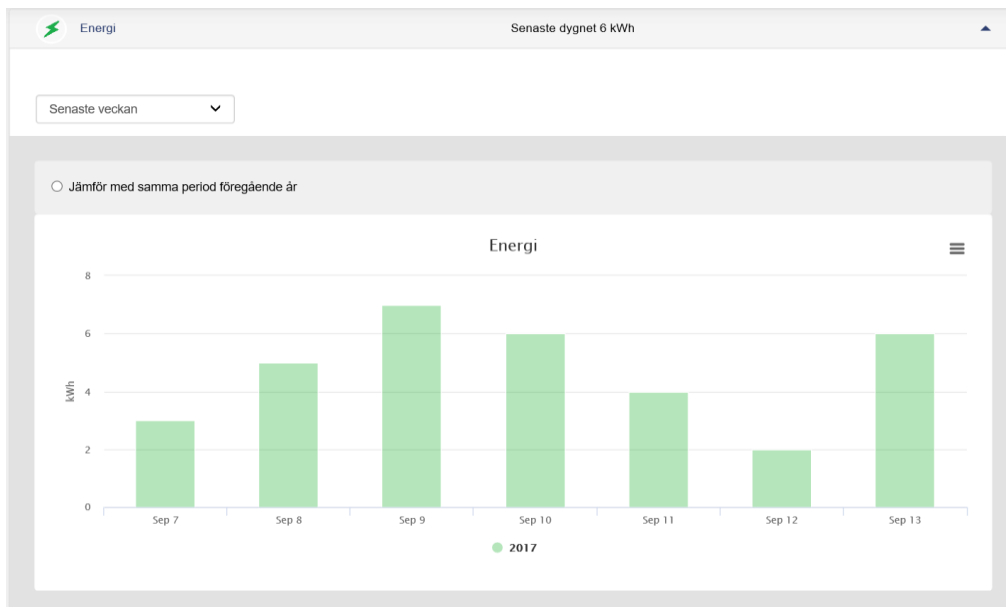 Energi
Senaste dygnet 6 kWh
Senaste veckan
Jämför med samma period föregående år
Energi
8
6
4
2
0
kWh
Sep 7 Sep 8 Sep 9 Sep 10 Sep 11 Sep 12 Sep 13
2017